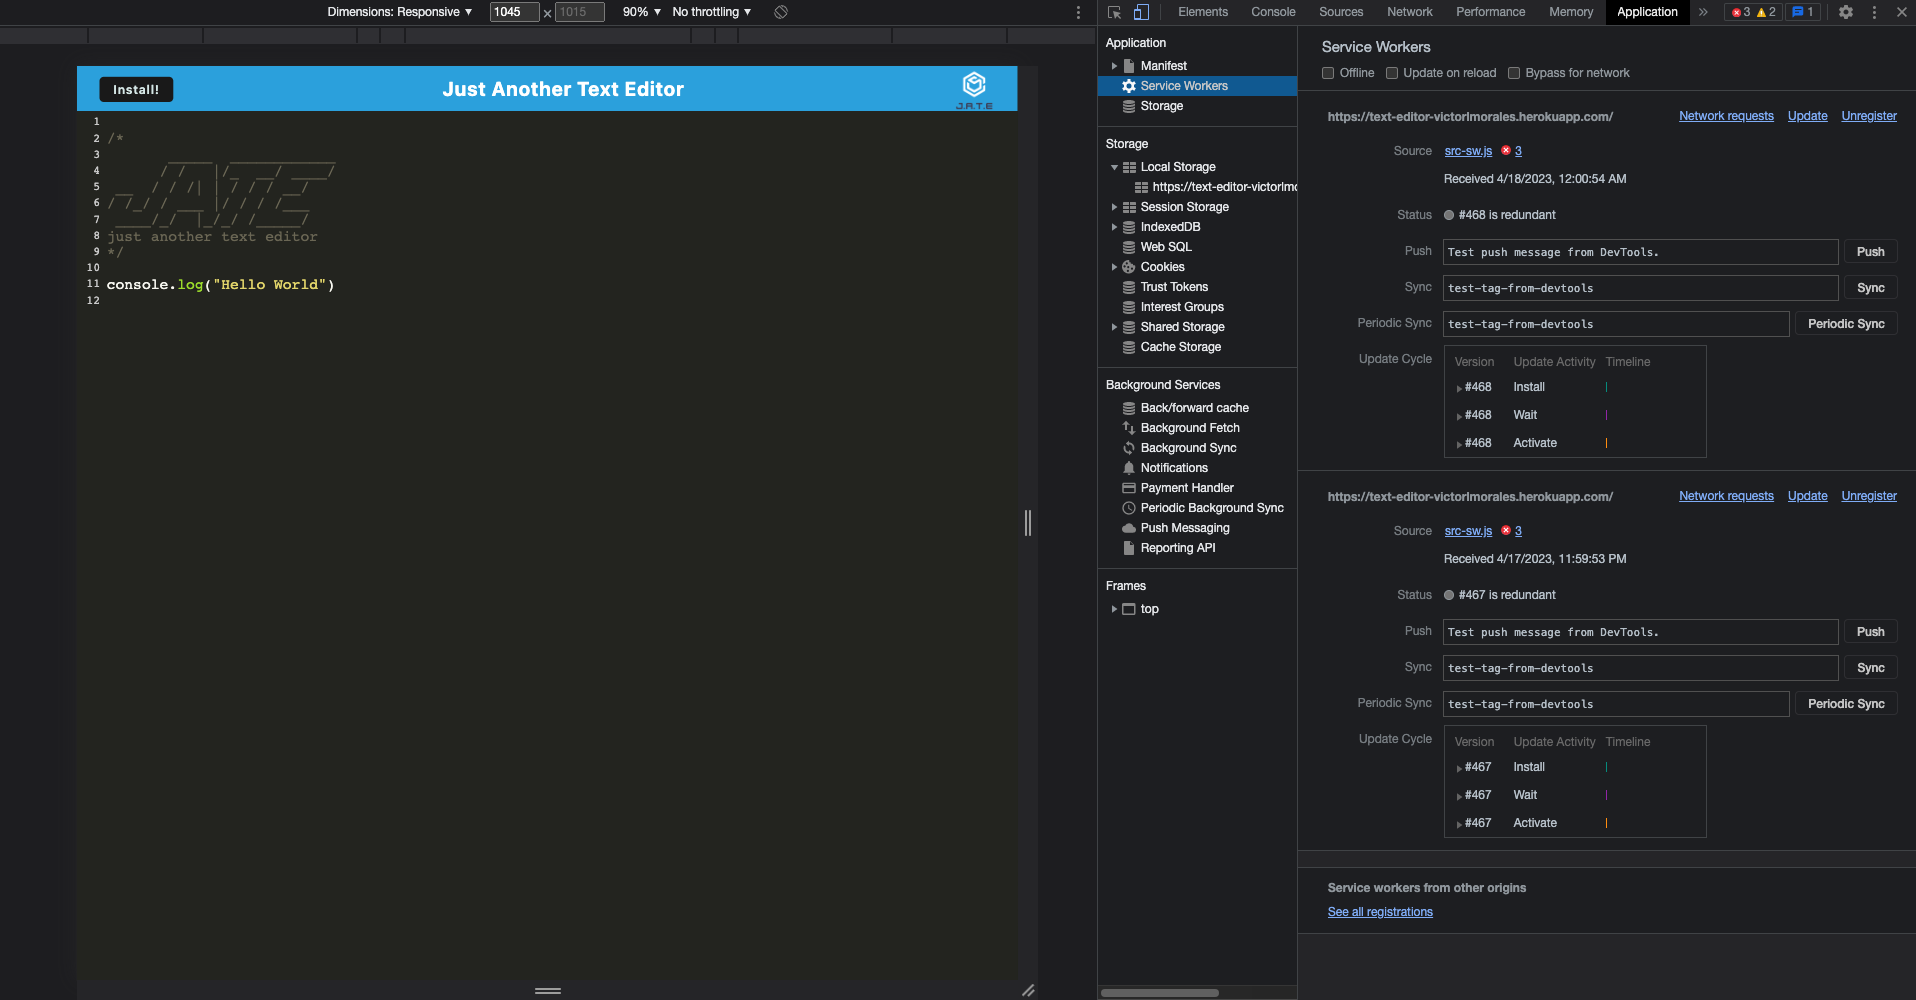 Dimensions: Responsive ▼ 1045 × 1015 90% ▼ No throttling ▼
Elements Console Sources Network Performance Memory Application » 3 2 1
Install!
Just Another Text Editor
J.A.T.E
1
2 /*
3 ______ ______________
4 / / |/_ __/ ____/
5 __ / / /| | / / / __/
6 / /_/ / ___ |/ / / /___
7 ____/_/ |_/_/ /_____/
8 just another text editor
9 */
10
11 console.log("Hello World")
12
Application
Manifest
Service Workers
Storage
Storage
Local Storage
https://text-editor-victorlmo
Session Storage
IndexedDB
Web SQL
Cookies
Trust Tokens
Interest Groups
Shared Storage
Cache Storage
Background Services
Back/forward cache
Background Fetch
Background Sync
Notifications
Payment Handler
Periodic Background Sync
Push Messaging
Reporting API
Frames
top
Service Workers
Offline Update on reload Bypass for network
https://text-editor-victorlmorales.herokuapp.com/ Network requests Update Unregister
Source src-sw.js 3
Received 4/18/2023, 12:00:54 AM
Status #468 is redundant
Push Test push message from DevTools. Push
Sync test-tag-from-devtools Sync
Periodic Sync test-tag-from-devtools Periodic Sync
Update Cycle Version Update Activity Timeline
#468 Install
#468 Wait
#468 Activate
https://text-editor-victorlmorales.herokuapp.com/ Network requests Update Unregister
Source src-sw.js 3
Received 4/17/2023, 11:59:53 PM
Status #467 is redundant
Push Test push message from DevTools. Push
Sync test-tag-from-devtools Sync
Periodic Sync test-tag-from-devtools Periodic Sync
Update Cycle Version Update Activity Timeline
#467 Install
#467 Wait
#467 Activate
Service workers from other origins
See all registrations